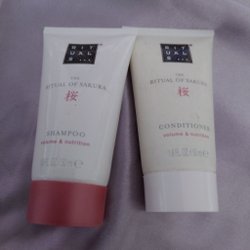 RITUALS...
THE
RITUAL OF SAKURA
桜
SHAMPOO
volume & nutrition
RITUALS...
THE
RITUAL OF SAKURA
桜
CONDITIONER
volume & nutrition